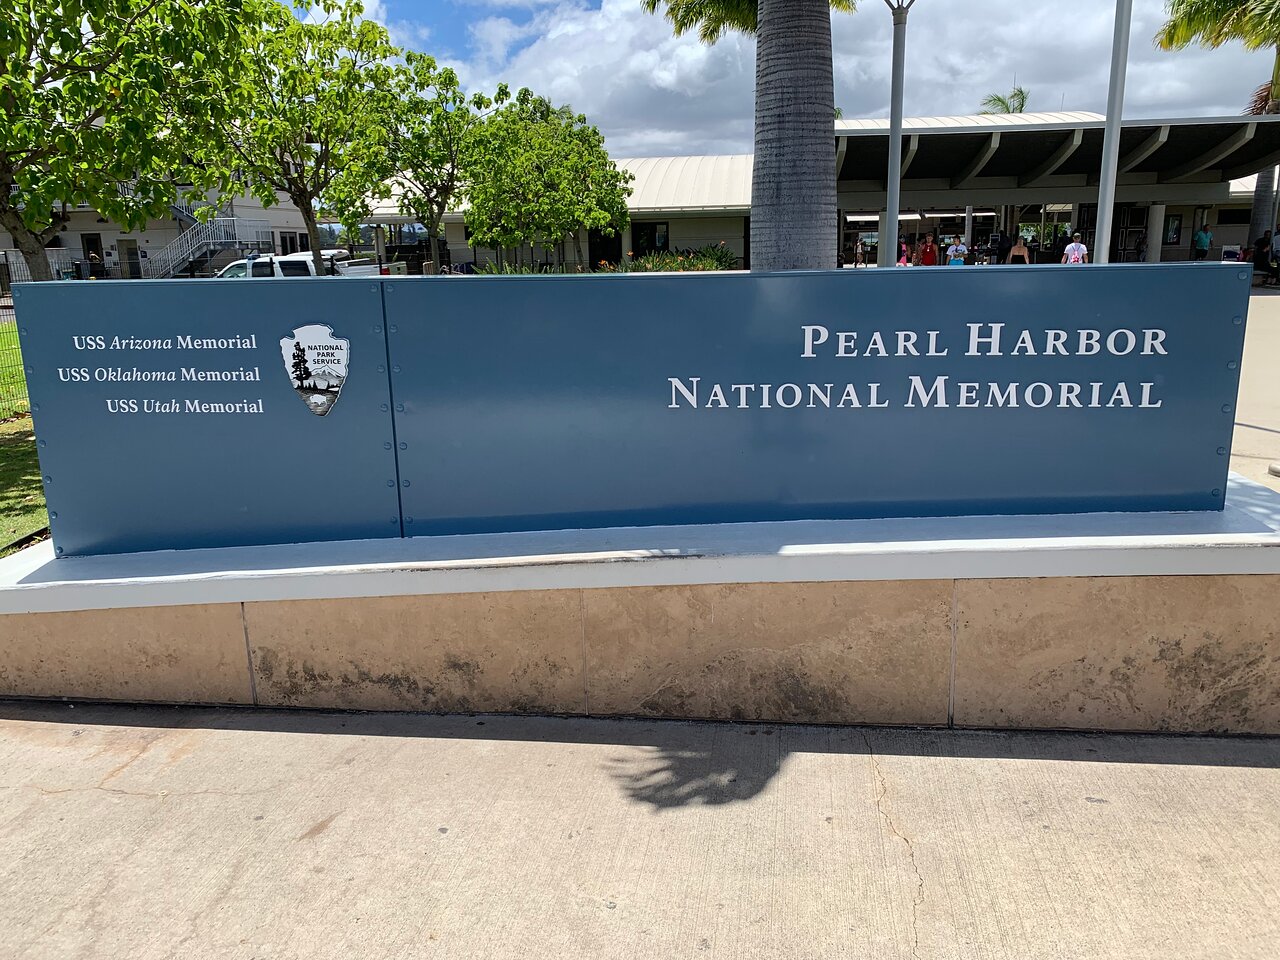 USS Arizona Memorial
USS Oklahoma Memorial
USS Utah Memorial
NATIONAL
PARK
SERVICE
PEARL HARBOR
NATIONAL MEMORIAL